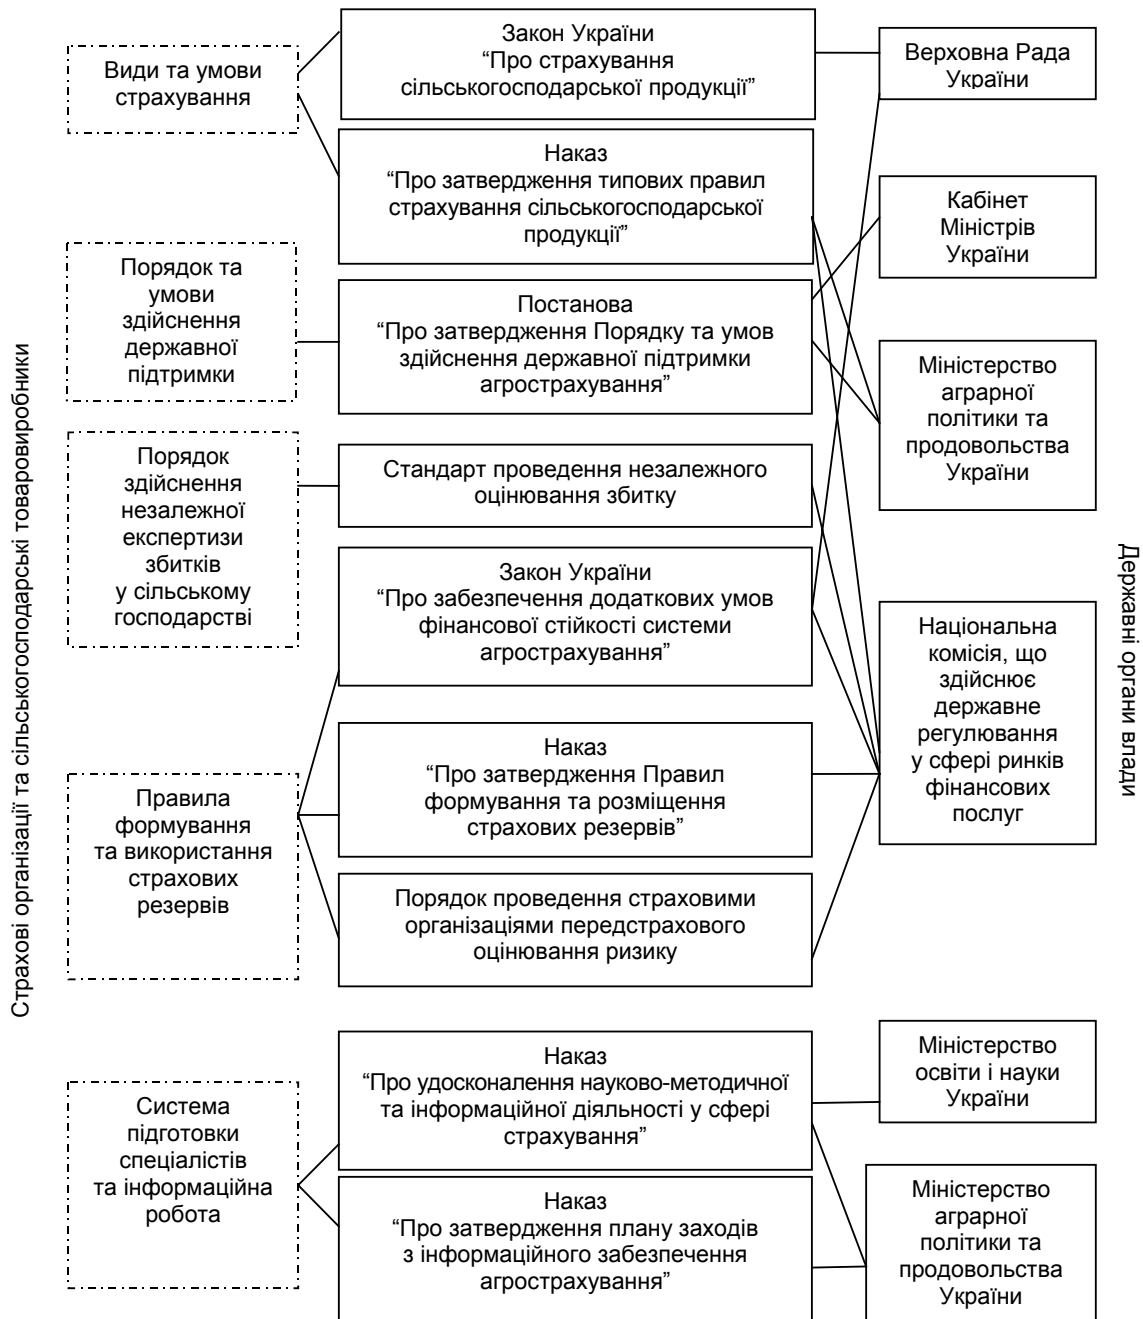 Страхові організації та сільськогосподарські товаровиробники
Види та умови
страхування
Порядок та
умови
здійснення
державної
підтримки
Порядок
здійснення
незалежної
експертизи
збитків
у сільському
господарстві
Правила
формування
та використання
страхових
резервів
Система
підготовки
спеціалістів
та інформаційна
робота
Закон України
“Про страхування
сільськогосподарської продукції”
Наказ
“Про затвердження типових правил
страхування сільськогосподарської
продукції”
Постанова
“Про затвердження Порядку та умов
здійснення державної підтримки
агрострахування”
Стандарт проведення незалежного
оцінювання збитку
Закон України
“Про забезпечення додаткових умов
фінансової стійкості системи
агрострахування”
Наказ
“Про затвердження Правил
формування та розміщення
страхових резервів”
Порядок проведення страховими
організаціями передстрахового
оцінювання ризику
Наказ
“Про удосконалення науково-методичної
та інформаційної діяльності у сфері
страхування”
Наказ
“Про затвердження плану заходів
з інформаційного забезпечення
агрострахування”
Верховна Рада
України
Кабінет
Міністрів
України
Міністерство
аграрної
політики та
продовольства
України
Національна
комісія, що
здійснює
державне
регулювання
у сфері ринків
фінансових
послуг
Міністерство
освіти і науки
України
Міністерство
аграрної
політики та
продовольства
України
Державні органи влади